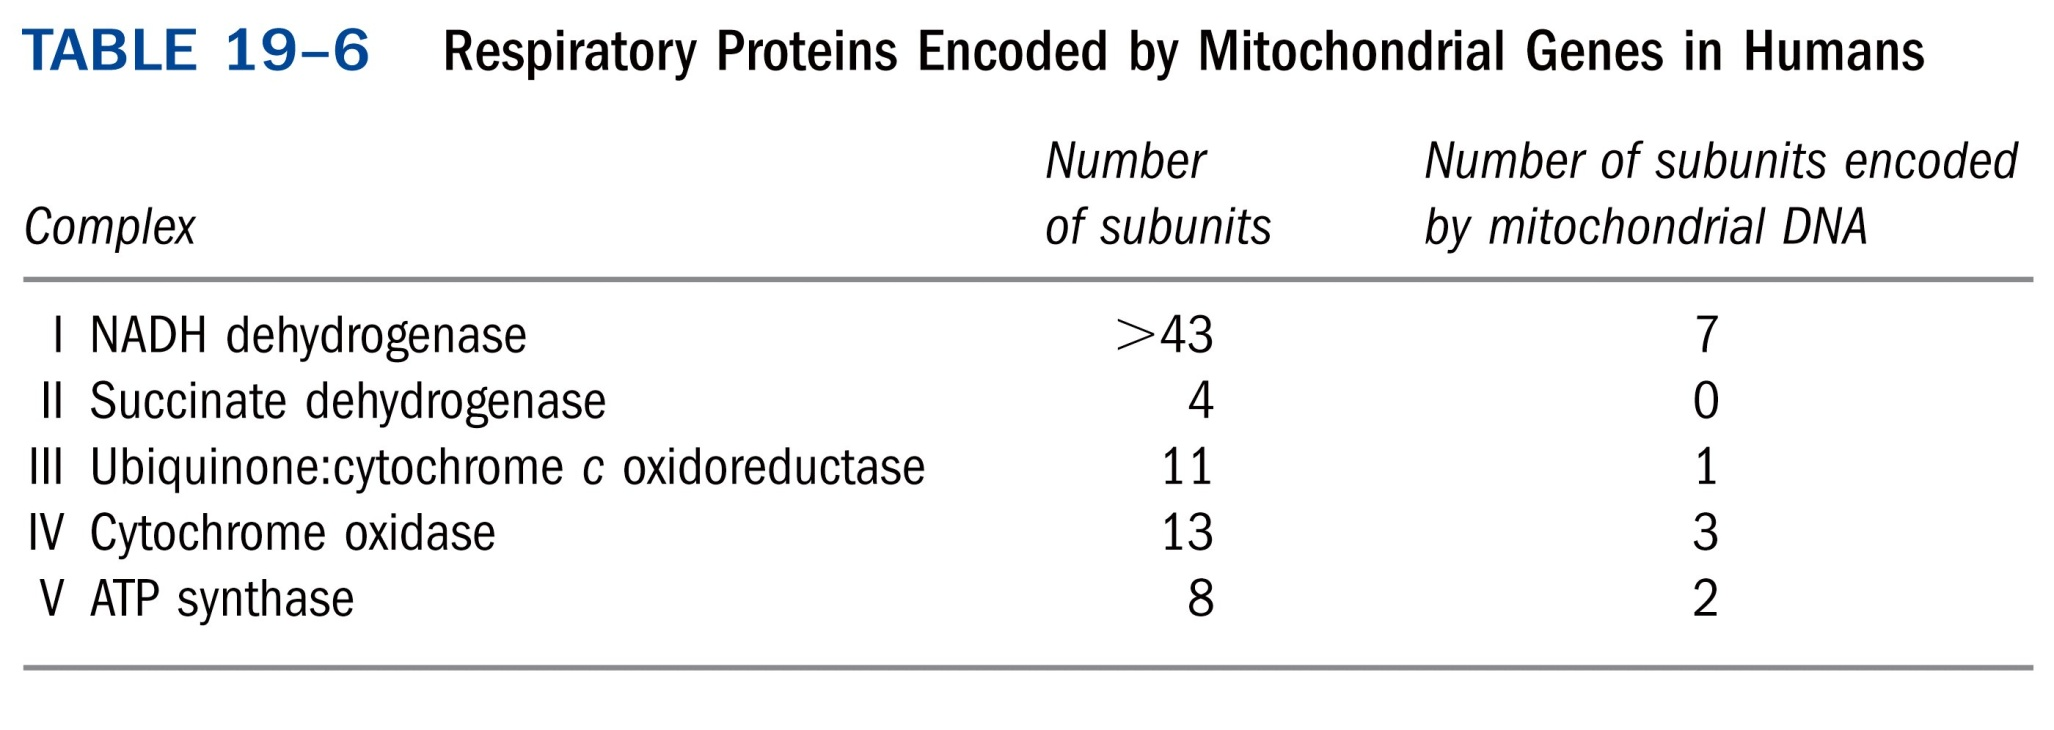 TABLE 19–6 Respiratory Proteins Encoded by Mitochondrial Genes in Humans
Number Number of subunits encoded
Complex of subunits by mitochondrial DNA
I NADH dehydrogenase >43 7
II Succinate dehydrogenase 4 0
III Ubiquinone:cytochrome c oxidoreductase 11 1
IV Cytochrome oxidase 13 3
V ATP synthase 8 2